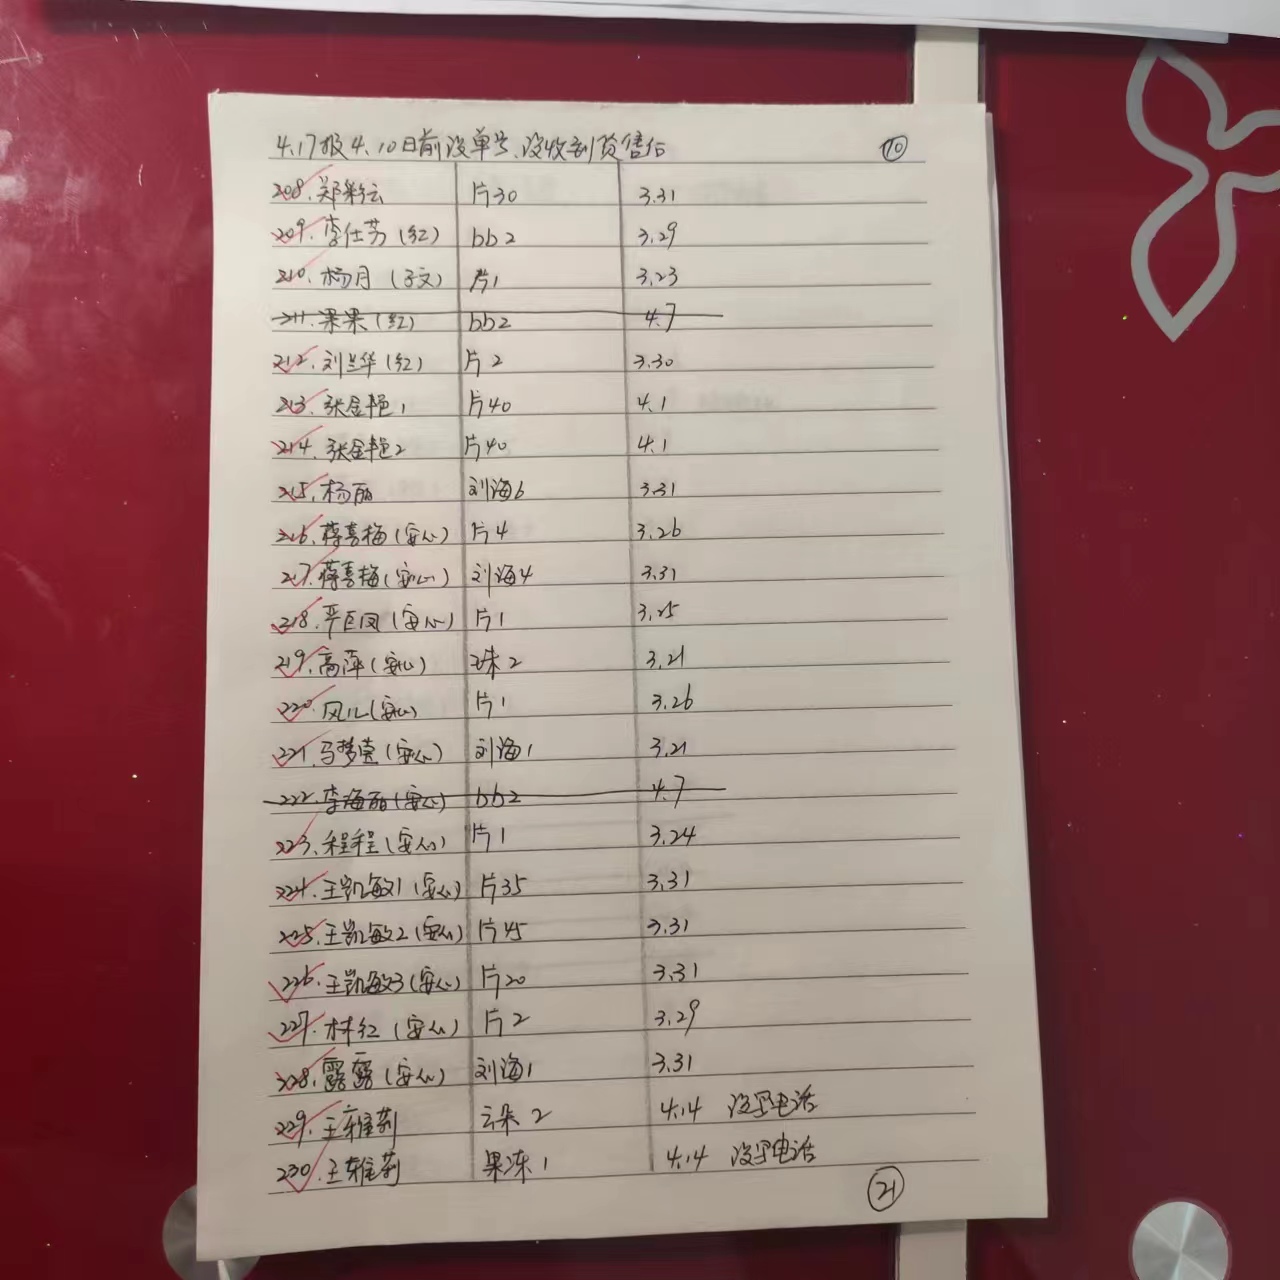 4.17报4.10日前没单号、没收到货售后 ⑩
208.郑彩云 片30 3.31
209.李仕芳(红) bb2 3.29
210.杨月(子文) 片1 3.23
211.果果(红) bb2 4.7
212.刘兰华(红) 片2 3.30
213.张金艳1 片40 4.1
214.张金艳2 片40 4.1
215.杨丽 刘海6 3.31
216.蒋喜梅(安心) 片4 3.26
217.蒋喜梅(安心) 刘海4 3.31
218.严巨凤(安心) 片1 3.25
219.高萍(安心) 珠2 3.21
220.凤儿(安心) 片1 3.26
221.马梦莹(安心) 刘海1 3.21
222.李海丽(安心) bb2 4.7
223.程程(安心) 片1 3.24
224.王凯敏1(安心) 片35 3.31
225.王凯敏2(安心) 片45 3.31
226.王凯敏3(安心) 片20 3.31
227.林红(安心) 片2 3.29
228.露露(安心) 刘海1 3.31
229.王雅莉 云朵2 4.14 没写电话
230.王雅莉 果冻1 4.14 没写电话
㉑